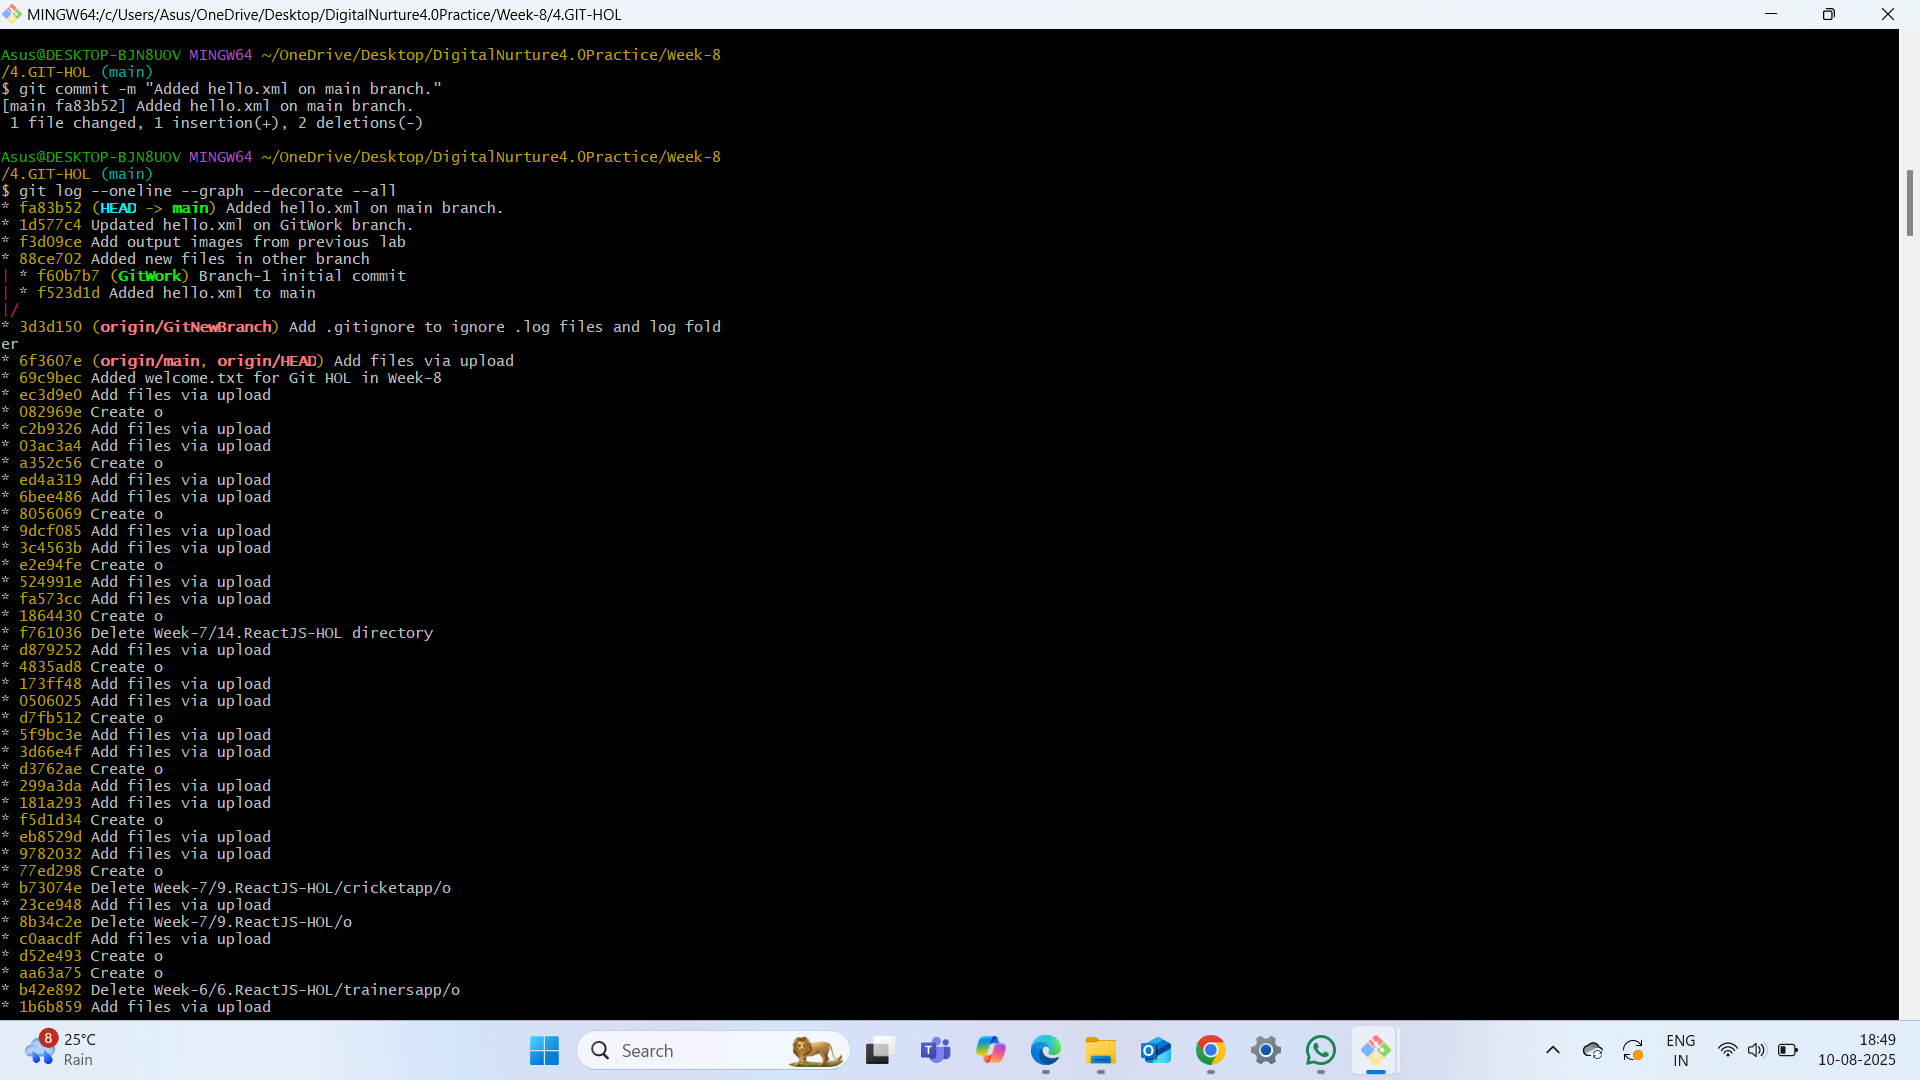 MINGW64:/c/Users/Asus/OneDrive/Desktop/DigitalNurture4.0Practice/Week-8/4.GIT-HOL
Asus@DESKTOP-BJN8UOV MINGW64 ~/OneDrive/Desktop/DigitalNurture4.0Practice/Week-8
/4.GIT-HOL (main)
$ git commit -m "Added hello.xml on main branch."
[main fa83b52] Added hello.xml on main branch.
 1 file changed, 1 insertion(+), 2 deletions(-)
Asus@DESKTOP-BJN8UOV MINGW64 ~/OneDrive/Desktop/DigitalNurture4.0Practice/Week-8
/4.GIT-HOL (main)
$ git log --oneline --graph --decorate --all
* fa83b52 (HEAD -> main) Added hello.xml on main branch.
* 1d577c4 Updated hello.xml on GitWork branch.
* f3d09ce Add output images from previous lab
* 88ce702 Added new files in other branch
| * f60b7b7 (GitWork) Branch-1 initial commit
| * f523d1d Added hello.xml to main
|/
* 3d3d150 (origin/GitNewBranch) Add .gitignore to ignore .log files and log fold
er
* 6f3607e (origin/main, origin/HEAD) Add files via upload
* 69c9bec Added welcome.txt for Git HOL in Week-8
* ec3d9e0 Add files via upload
* 082969e Create o
* c2b9326 Add files via upload
* 03ac3a4 Add files via upload
* a352c56 Create o
* ed4a319 Add files via upload
* 6bee486 Add files via upload
* 8056069 Create o
* 9dcf085 Add files via upload
* 3c4563b Add files via upload
* e2e94fe Create o
* 524991e Add files via upload
* fa573cc Add files via upload
* 1864430 Create o
* f761036 Delete Week-7/14.ReactJS-HOL directory
* d879252 Add files via upload
* 4835ad8 Create o
* 173ff48 Add files via upload
* 0506025 Add files via upload
* d7fb512 Create o
* 5f9bc3e Add files via upload
* 3d66e4f Add files via upload
* d3762ae Create o
* 299a3da Add files via upload
* 181a293 Add files via upload
* f5d1d34 Create o
* eb8529d Add files via upload
* 9782032 Add files via upload
* 77ed298 Create o
* b73074e Delete Week-7/9.ReactJS-HOL/cricketapp/o
* 23ce948 Add files via upload
* 8b34c2e Delete Week-7/9.ReactJS-HOL/o
* c0aacdf Add files via upload
* d52e493 Create o
* aa63a75 Create o
* b42e892 Delete Week-6/6.ReactJS-HOL/trainersapp/o
* 1b6b859 Add files via upload
8
25°C
Rain
Search
ENG
IN
18:49
10-08-2025